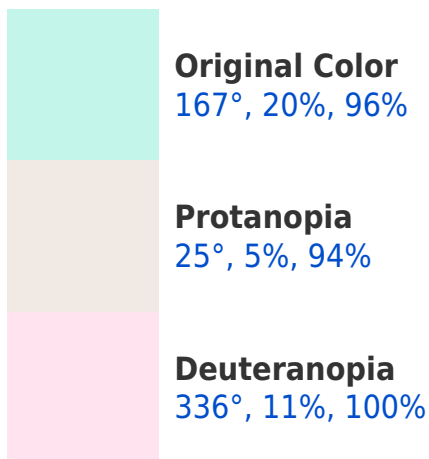 Original Color
167°, 20%, 96%
Protanopia
25°, 5%, 94%
Deuteranopia
336°, 11%, 100%